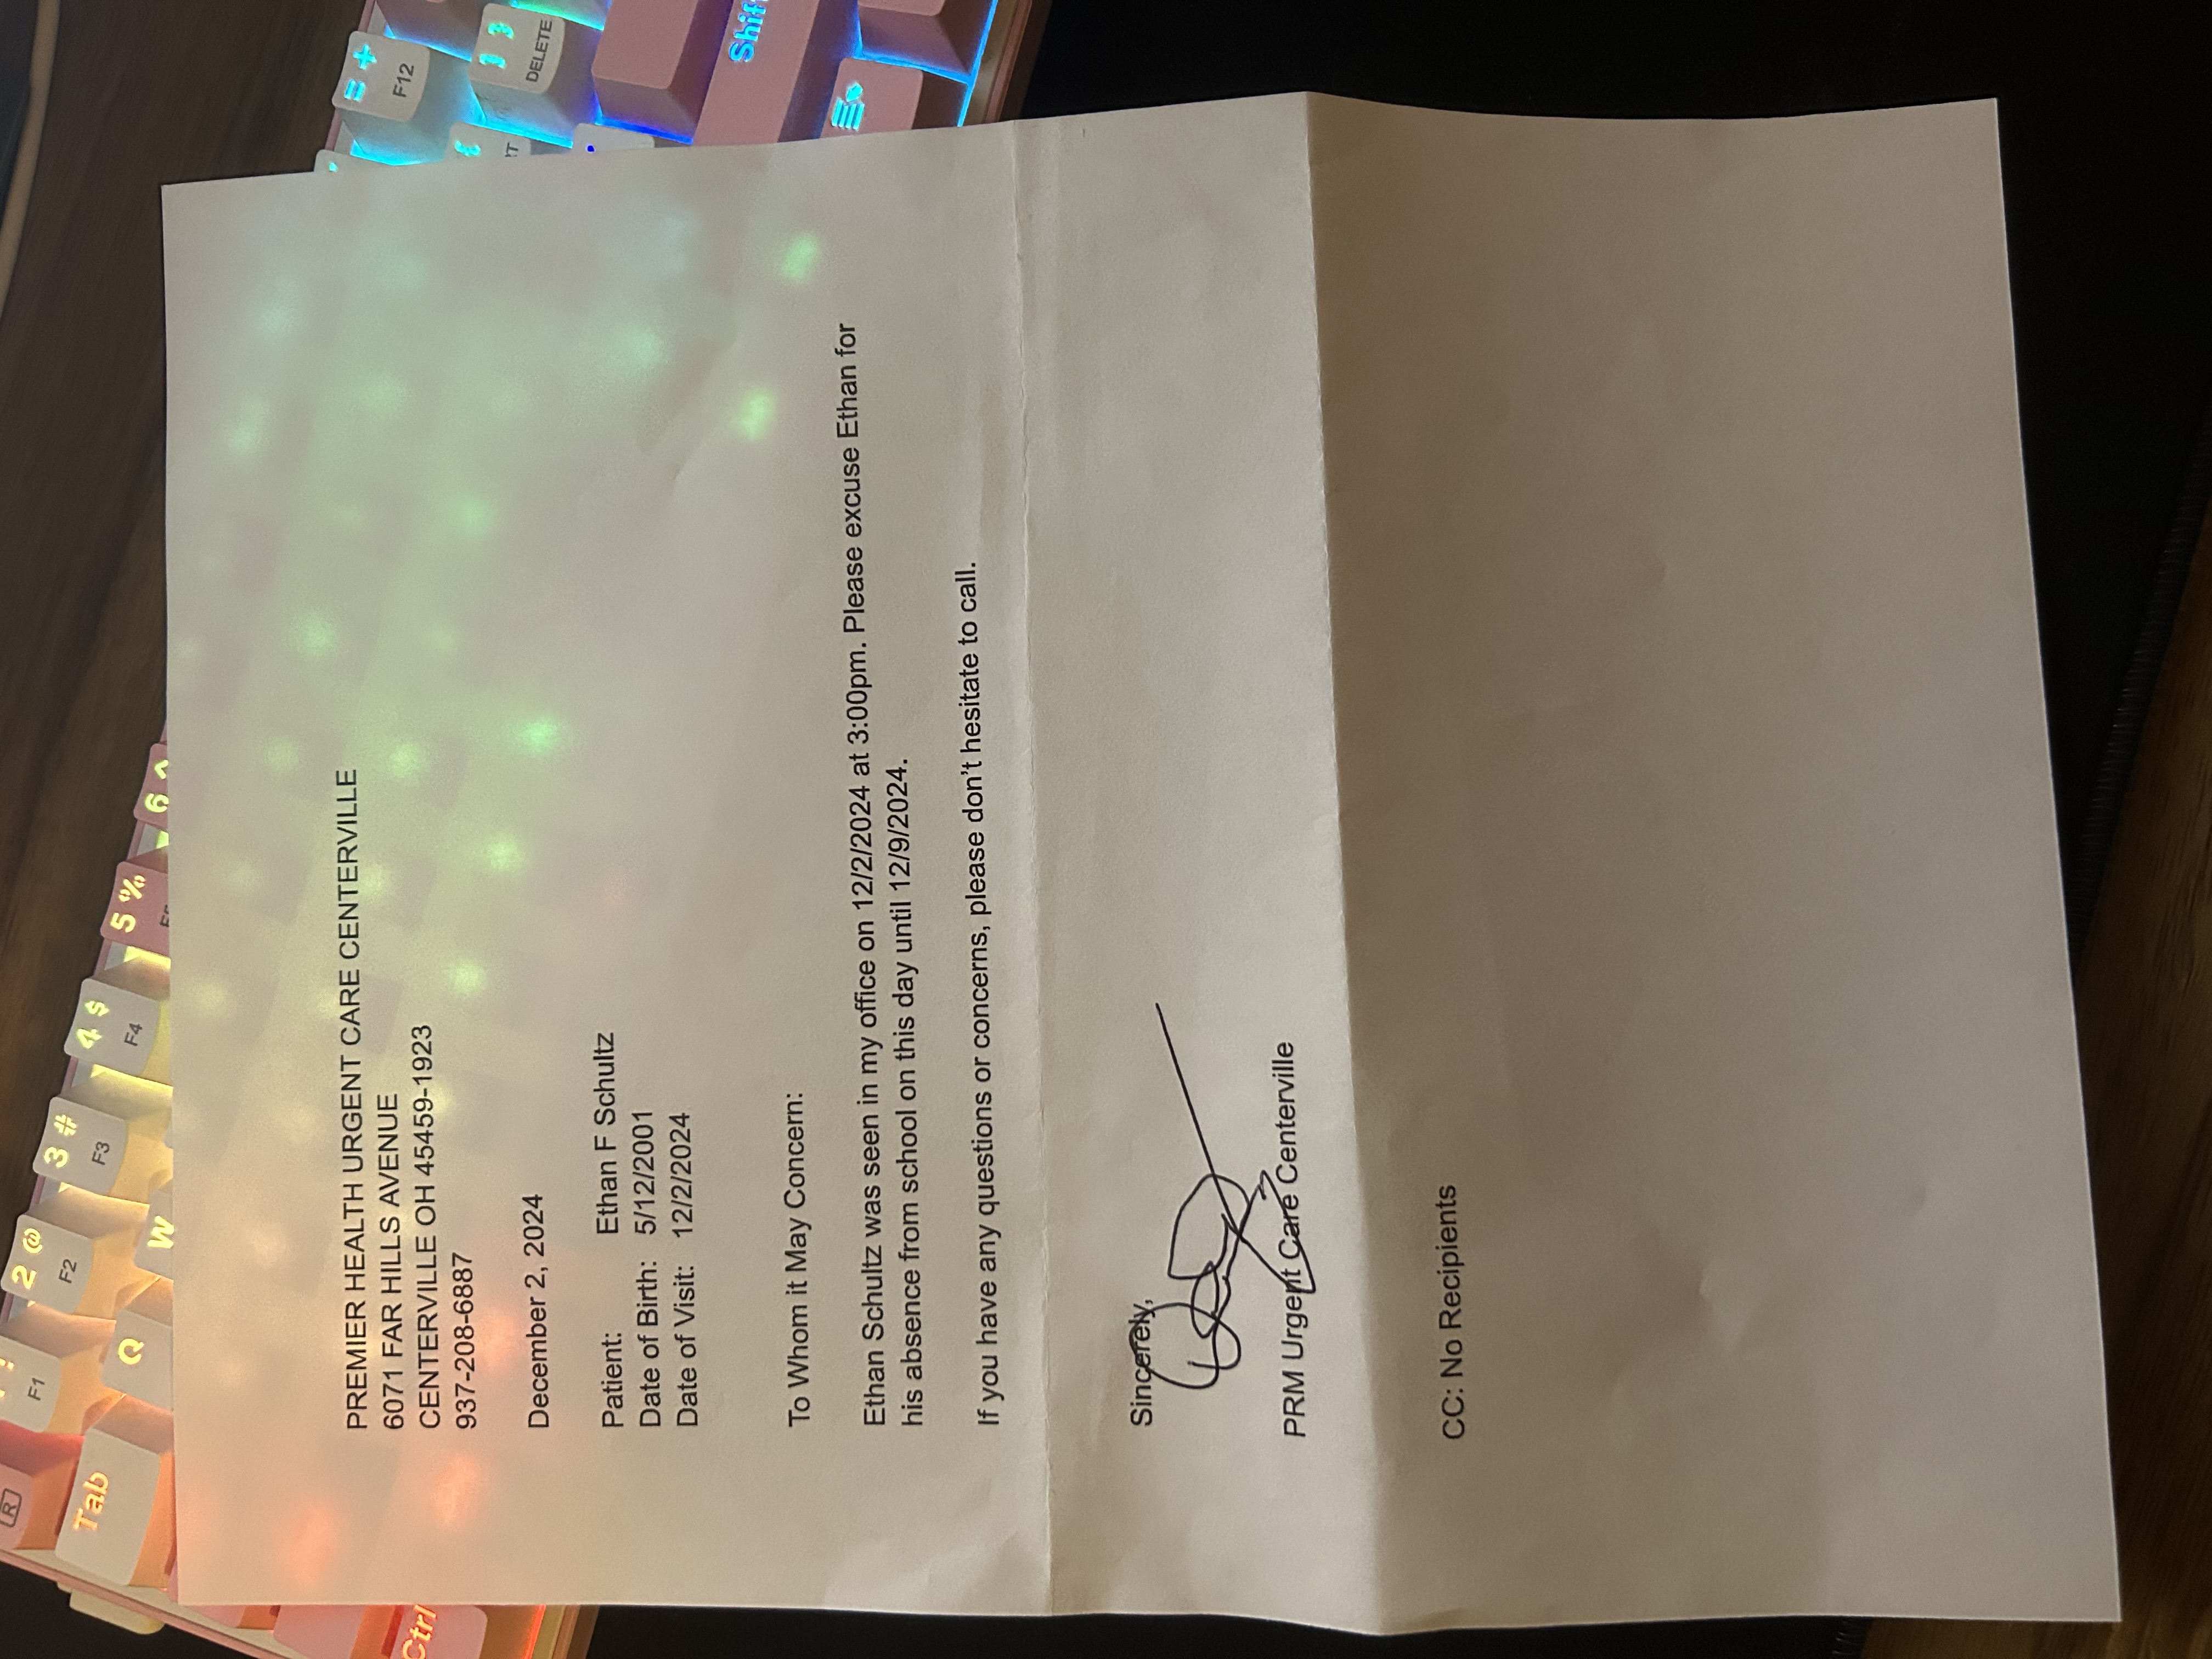 R
F1
2 @
F2
3 #
F3
4 $
F4
5 %
6 ^
Tab
Q
W
Ctrl
= +
F12
DELETE
Shif
PREMIER HEALTH URGENT CARE CENTERVILLE
6071 FAR HILLS AVENUE
CENTERVILLE OH 45459-1923
937-208-6887
December 2, 2024
Patient: Ethan F Schultz
Date of Birth: 5/12/2001
Date of Visit: 12/2/2024
To Whom it May Concern:
Ethan Schultz was seen in my office on 12/2/2024 at 3:00pm. Please excuse Ethan for
his absence from school on this day until 12/9/2024.
If you have any questions or concerns, please don’t hesitate to call.
Sincerely,
PRM Urgent Care Centerville
CC: No Recipients